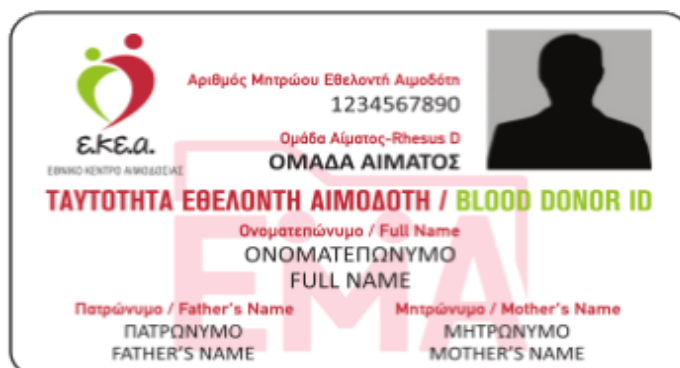 Αριθμός Μητρώου Εθελοντή Αιμοδότη
1234567890
Ομάδα Αίματος-Rhesus D
ΟΜΑΔΑ ΑΙΜΑΤΟΣ
ε.κε.α.
ΕΘΝΙΚΟ ΚΕΝΤΡΟ ΑΙΜΟΔΟΣΙΑΣ
ΤΑΥΤΟΤΗΤΑ ΕΘΕΛΟΝΤΗ ΑΙΜΟΔΟΤΗ / BLOOD DONOR ID
Ονοματεπώνυμο / Full Name
ΟΝΟΜΑΤΕΠΩΝΥΜΟ
FULL NAME
ΕΜΑ
Πατρώνυμο / Father's Name
ΠΑΤΡΩΝΥΜΟ
FATHER'S NAME
Μητρώνυμο / Mother's Name
ΜΗΤΡΩΝΥΜΟ
MOTHER'S NAME